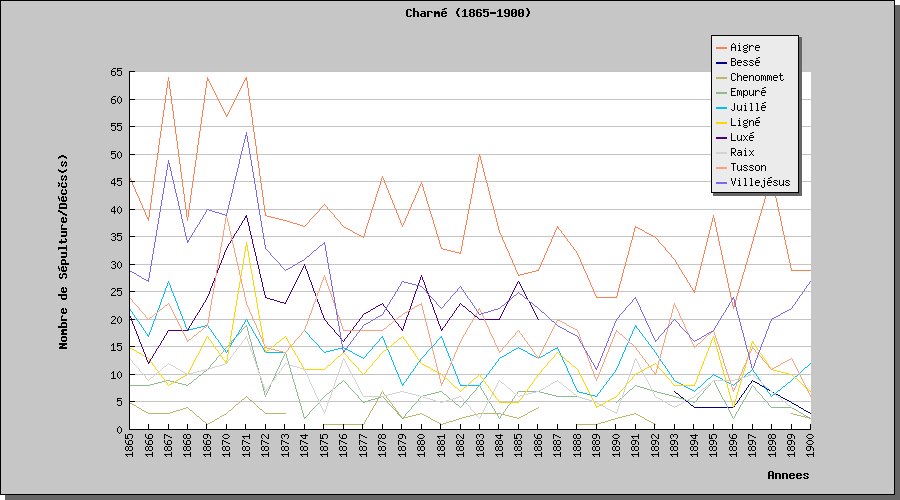 Charmé (1865-1900)
Aigre
Bessé
Chenommet
Empuré
Juillé
Ligné
Luxé
Raix
Tusson
Villejésus
65
60
55
50
45
40
35
30
25
20
15
10
5
0
Nombre de Sépulture/Décčs(s)
1865 1866 1867 1868 1869 1870 1871 1872 1873 1874 1875 1876 1877 1878 1879 1880 1881 1882 1883 1884 1885 1886 1887 1888 1889 1890 1891 1892 1893 1894 1895 1896 1897 1898 1899 1900
Annees